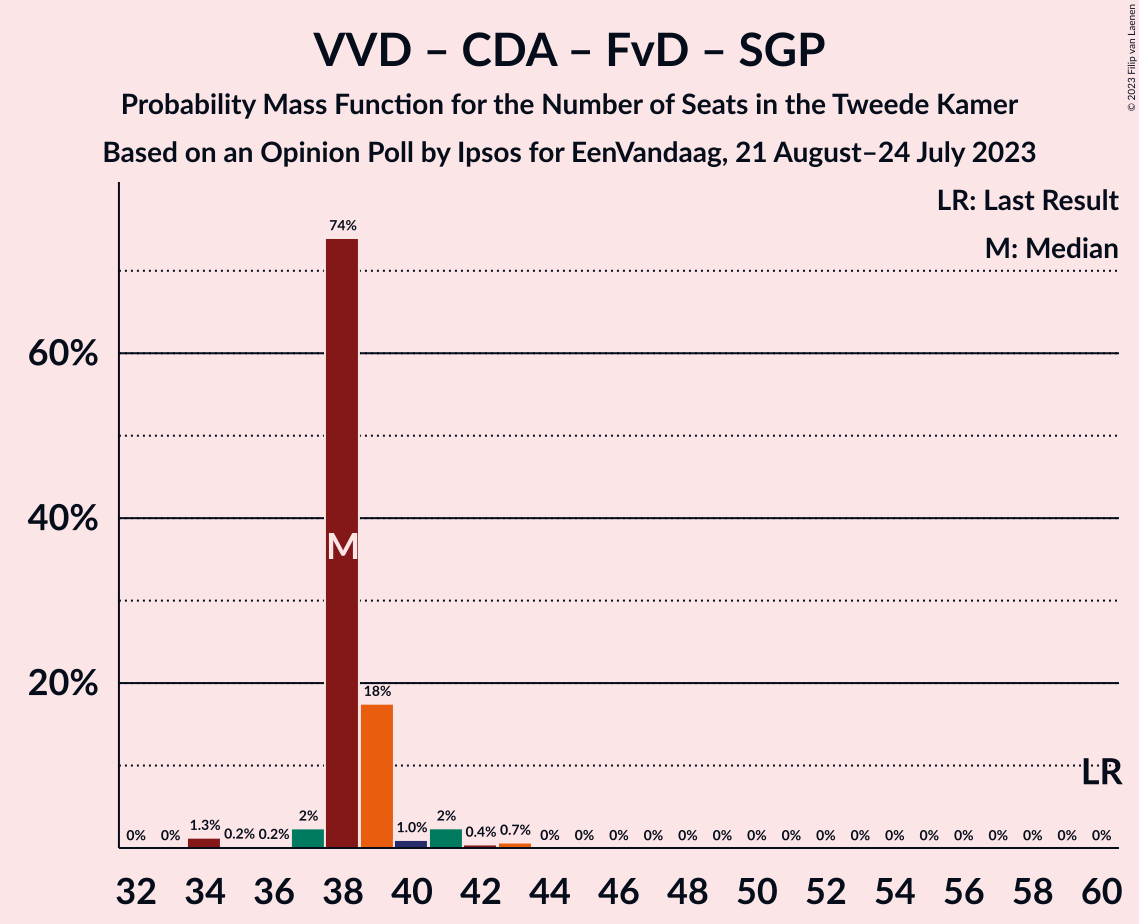 VVD – CDA – FvD – SGP
Probability Mass Function for the Number of Seats in the Tweede Kamer
Based on an Opinion Poll by Ipsos for EenVandaag, 21 August–24 July 2023
© 2023 Filip van Laenen
LR: Last Result
M: Median
60%
40%
20%
74%
M
18%
LR
0% 0% 1.3% 0.2% 0.2% 2% 1.0% 2% 0.4% 0.7% 0% 0% 0% 0% 0% 0% 0% 0% 0% 0% 0% 0% 0% 0% 0% 0% 0%
32 34 36 38 40 42 44 46 48 50 52 54 56 58 60